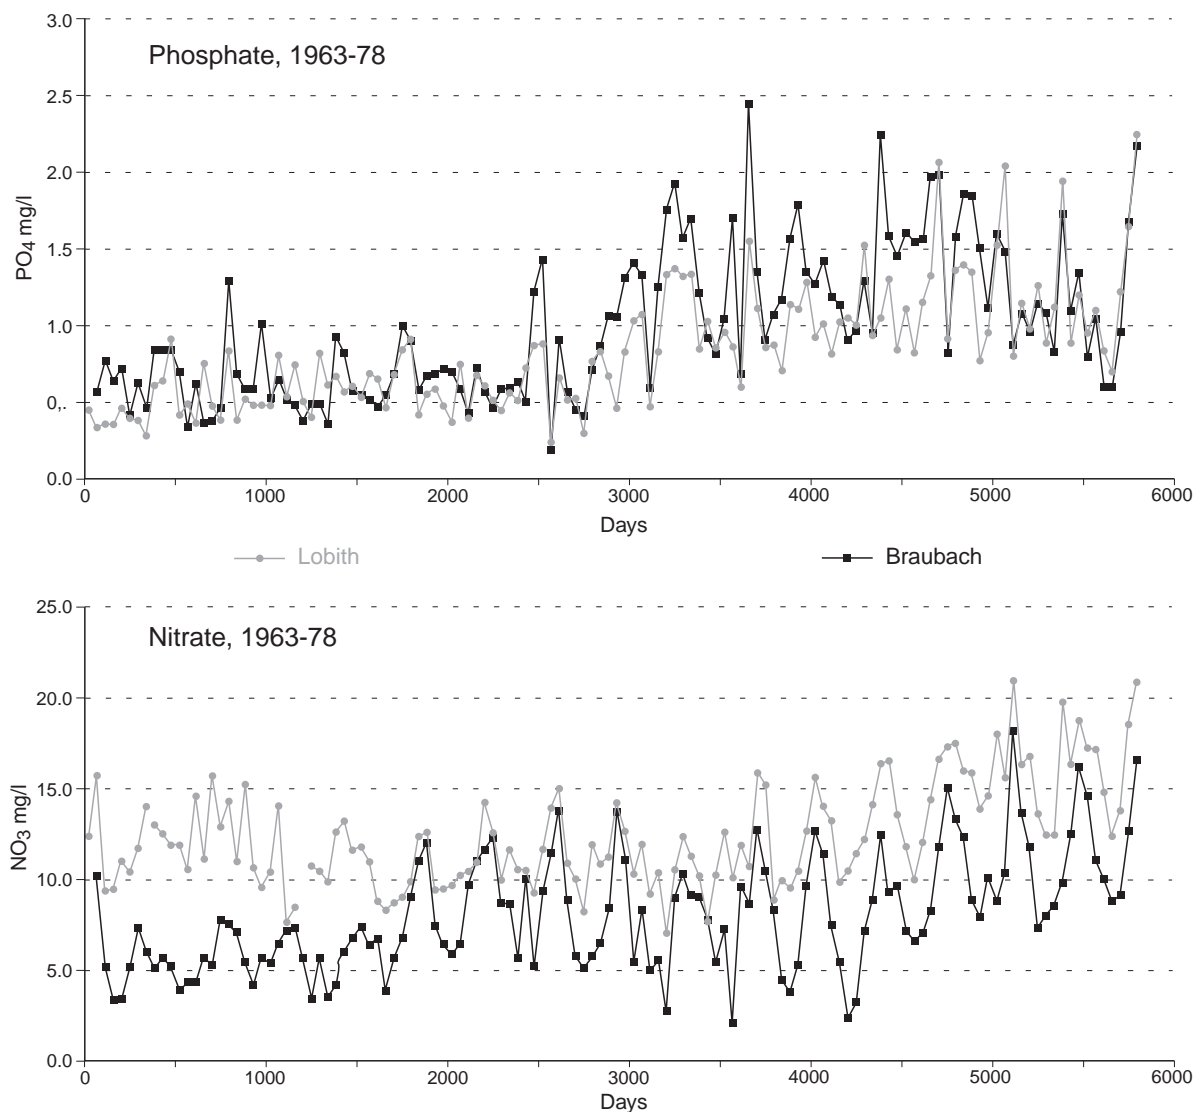 3.0
Phosphate, 1963-78
2.5
2.0
PO4 mg/l
1.5
1.0
0,.
0.0
0 1000 2000 3000 4000 5000 6000
Days
Lobith Braubach
25.0
Nitrate, 1963-78
20.0
15.0
NO3 mg/l
10.0
5.0
0.0
0 1000 2000 3000 4000 5000 6000
Days